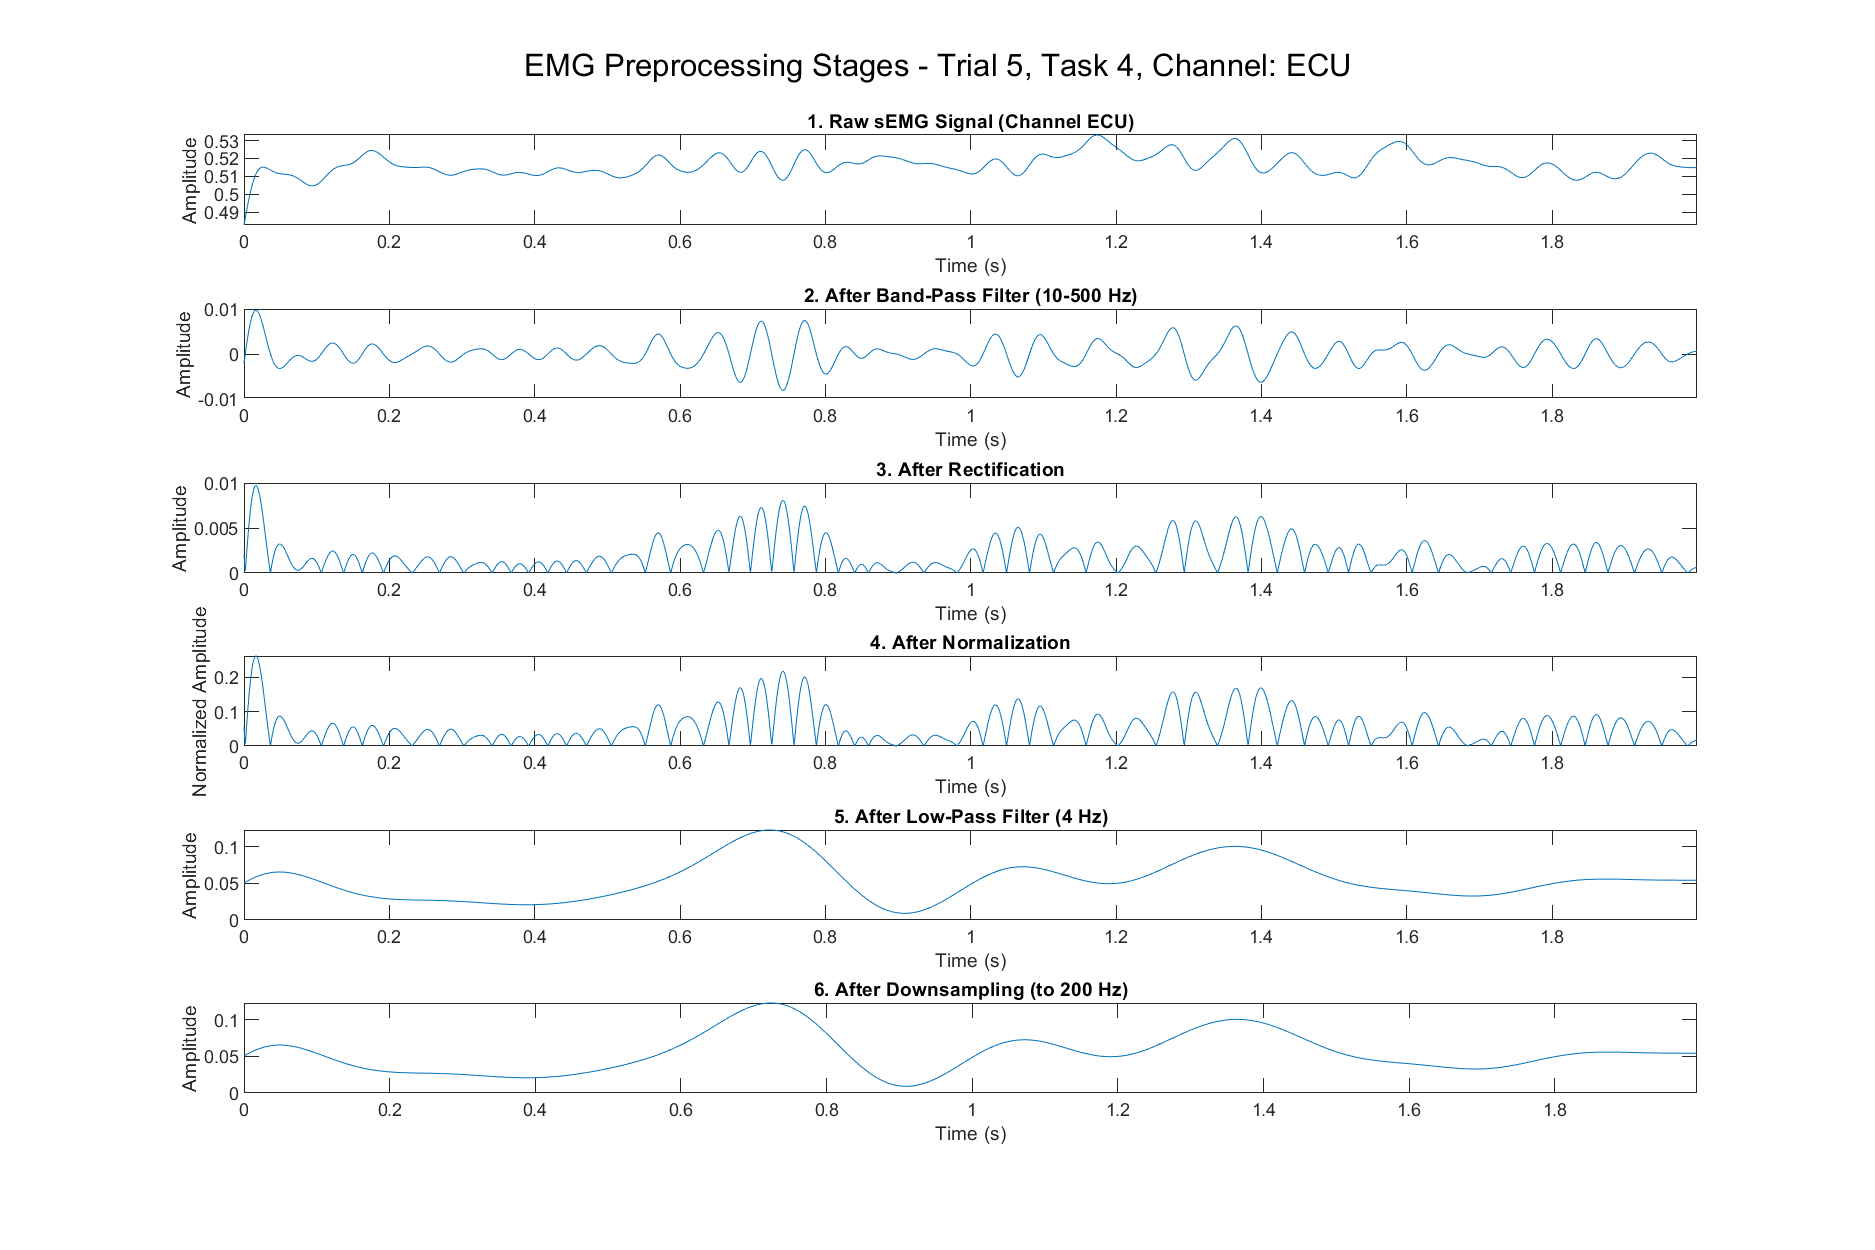 EMG Preprocessing Stages - Trial 5, Task 4, Channel: ECU
1. Raw sEMG Signal (Channel ECU)
Amplitude
0.53
0.52
0.51
0.5
0.49
0 0.2 0.4 0.6 0.8 1 1.2 1.4 1.6 1.8
Time (s)
2. After Band-Pass Filter (10-500 Hz)
Amplitude
0.01
0
-0.01
0 0.2 0.4 0.6 0.8 1 1.2 1.4 1.6 1.8
Time (s)
3. After Rectification
Amplitude
0.01
0.005
0
0 0.2 0.4 0.6 0.8 1 1.2 1.4 1.6 1.8
Time (s)
4. After Normalization
Normalized Amplitude
0.2
0.1
0
0 0.2 0.4 0.6 0.8 1 1.2 1.4 1.6 1.8
Time (s)
5. After Low-Pass Filter (4 Hz)
Amplitude
0.1
0.05
0
0 0.2 0.4 0.6 0.8 1 1.2 1.4 1.6 1.8
Time (s)
6. After Downsampling (to 200 Hz)
Amplitude
0.1
0.05
0
0 0.2 0.4 0.6 0.8 1 1.2 1.4 1.6 1.8
Time (s)